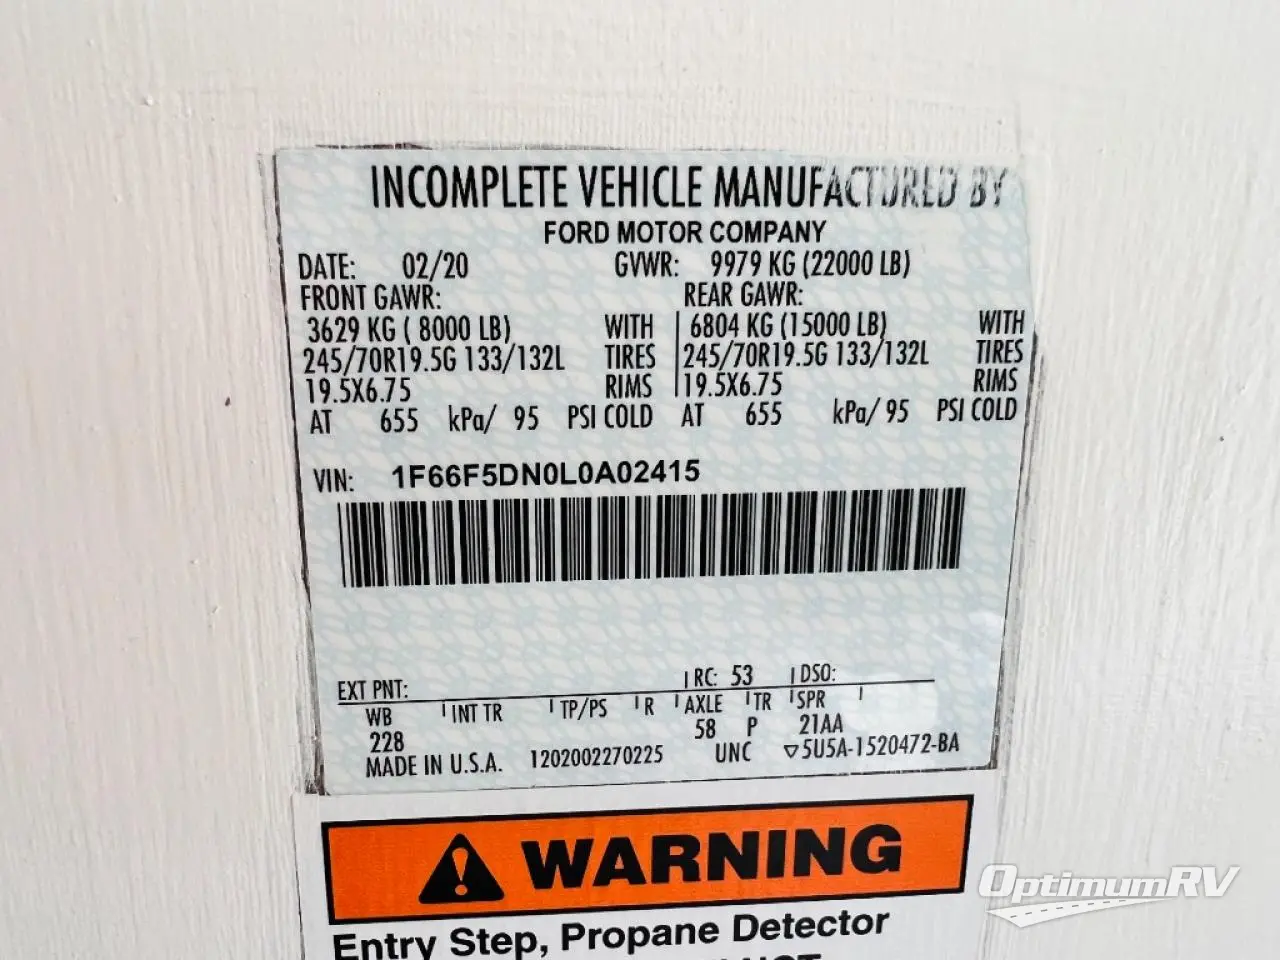 INCOMPLETE VEHICLE MANUFACTURED BY
FORD MOTOR COMPANY
DATE: 02/20 GVWR: 9979 KG (22000 LB)
FRONT GAWR: REAR GAWR:
3629 KG ( 8000 LB) WITH 6804 KG (15000 LB) WITH
245/70R19.5G 133/132L TIRES 245/70R19.5G 133/132L TIRES
19.5X6.75 RIMS 19.5X6.75 RIMS
AT 655 kPa/ 95 PSI COLD AT 655 kPa/ 95 PSI COLD
VIN: 1F66F5DN0L0A02415
EXT PNT: RC: 53 DSO:
WB INT TR TP/PS R AXLE TR SPR
228 58 P 21AA
MADE IN U.S.A. 1202002270225 UNC ▽5U5A-1520472-BA
WARNING
Entry Step, Propane Detector
OptimumRV